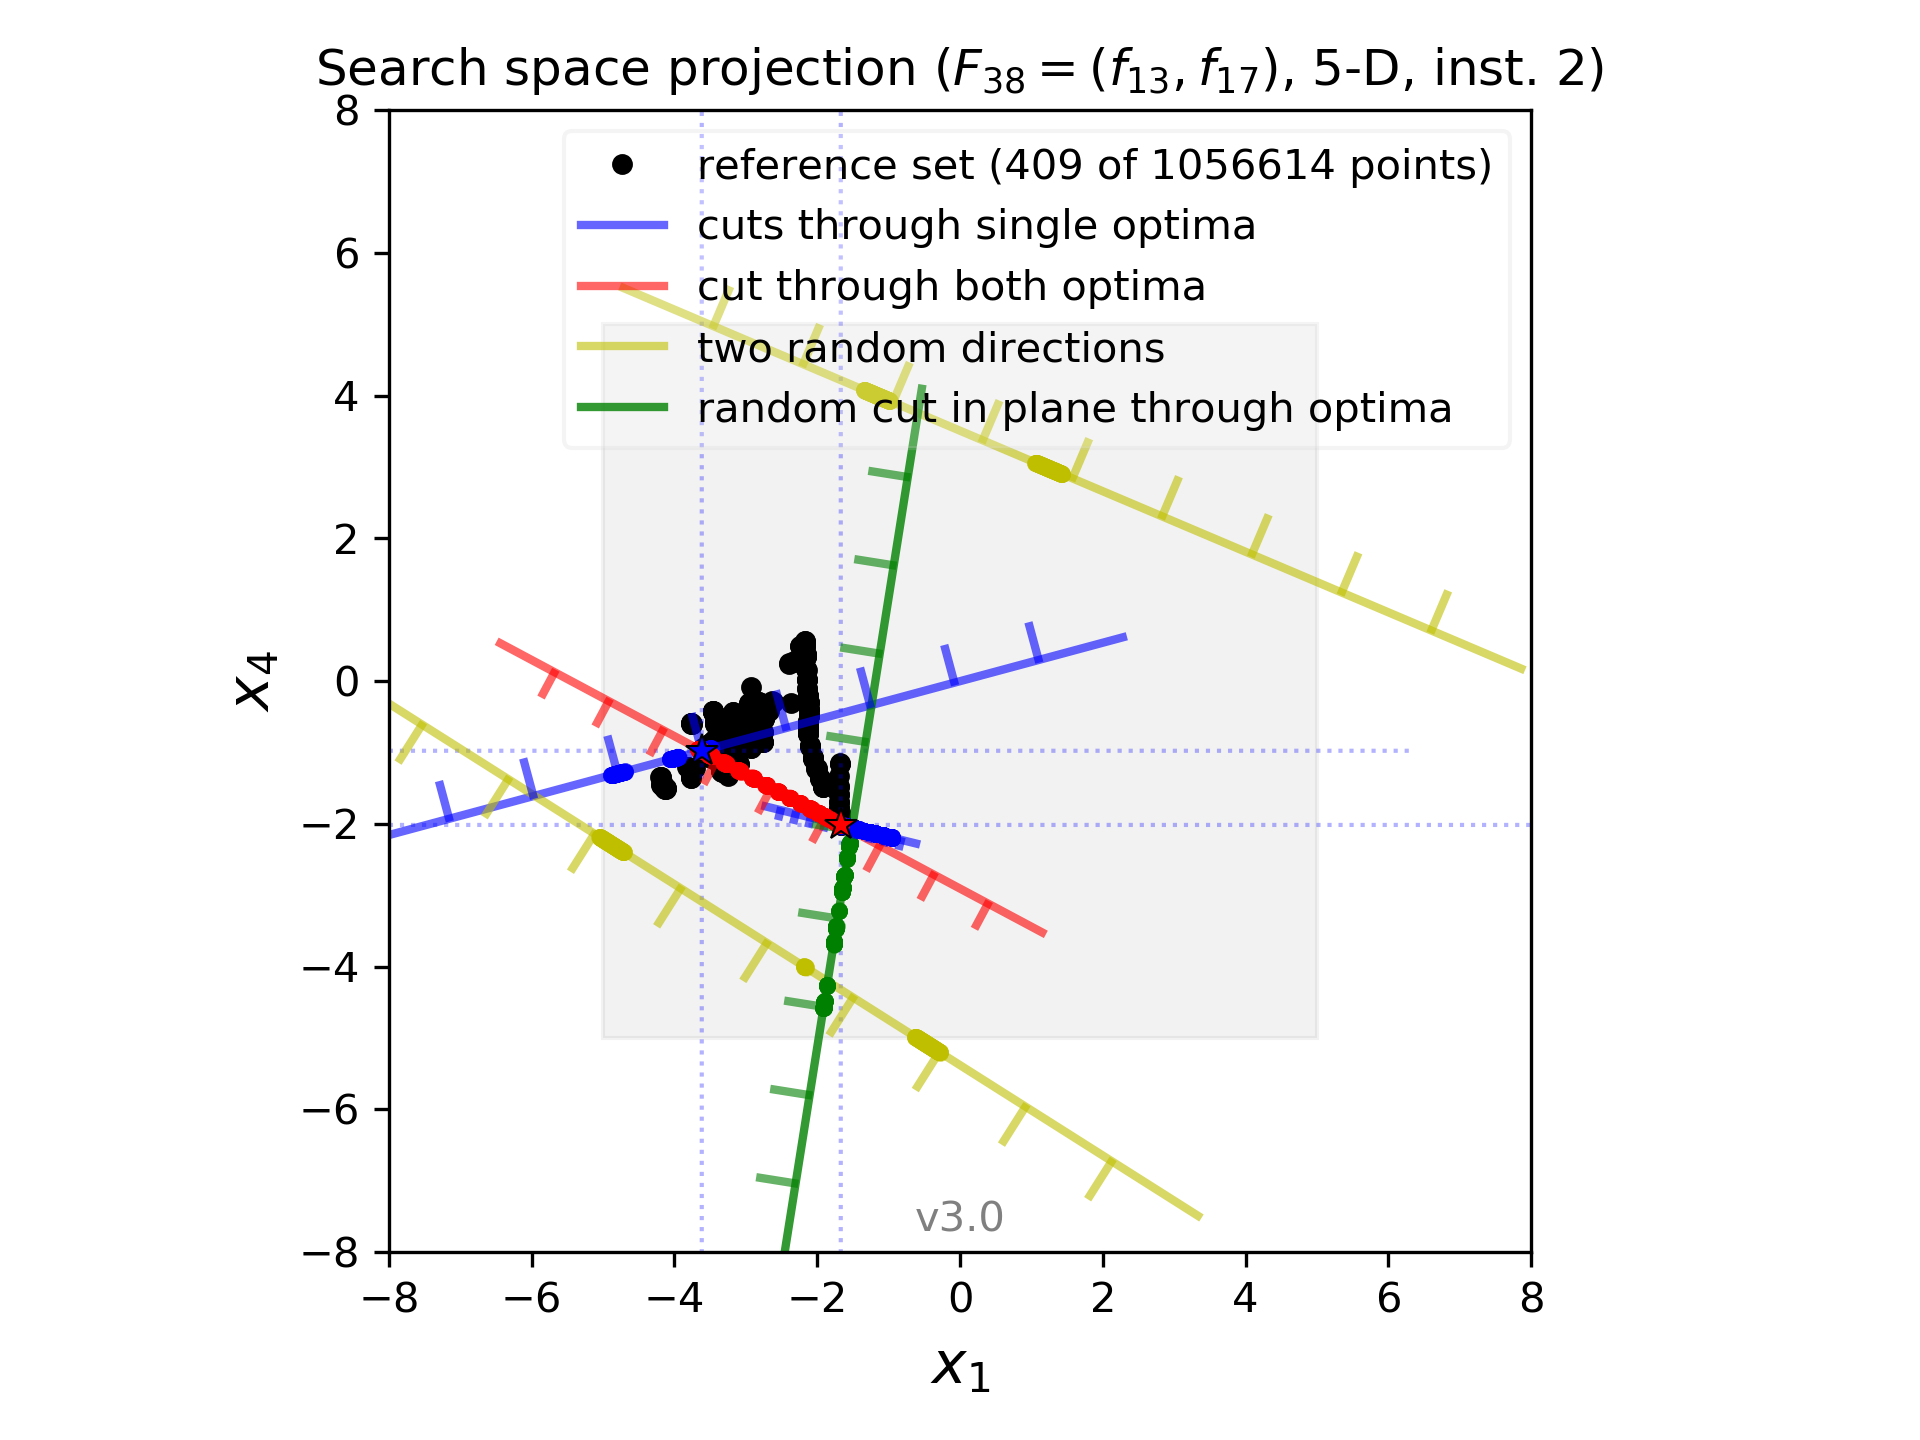 Search space projection (F38 = (f13, f17), 5-D, inst. 2)
reference set (409 of 1056614 points)
cuts through single optima
cut through both optima
two random directions
random cut in plane through optima
8
6
4
2
0
−2
−4
−6
−8
x4
v3.0
−8 −6 −4 −2 0 2 4 6 8
x1